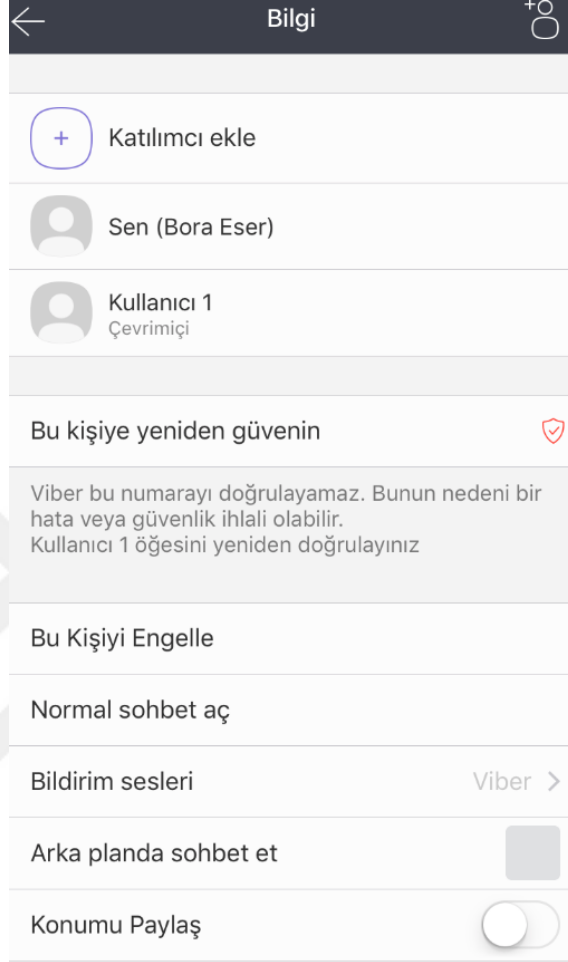 Bilgi
Katılımcı ekle
Sen (Bora Eser)
Kullanıcı 1
Çevrimiçi
Bu kişiye yeniden güvenin
Viber bu numarayı doğrulayamaz. Bunun nedeni bir
hata veya güvenlik ihlali olabilir.
Kullanıcı 1 öğesini yeniden doğrulayınız
Bu Kişiyi Engelle
Normal sohbet aç
Bildirim sesleri Viber
Arka planda sohbet et
Konumu Paylaş